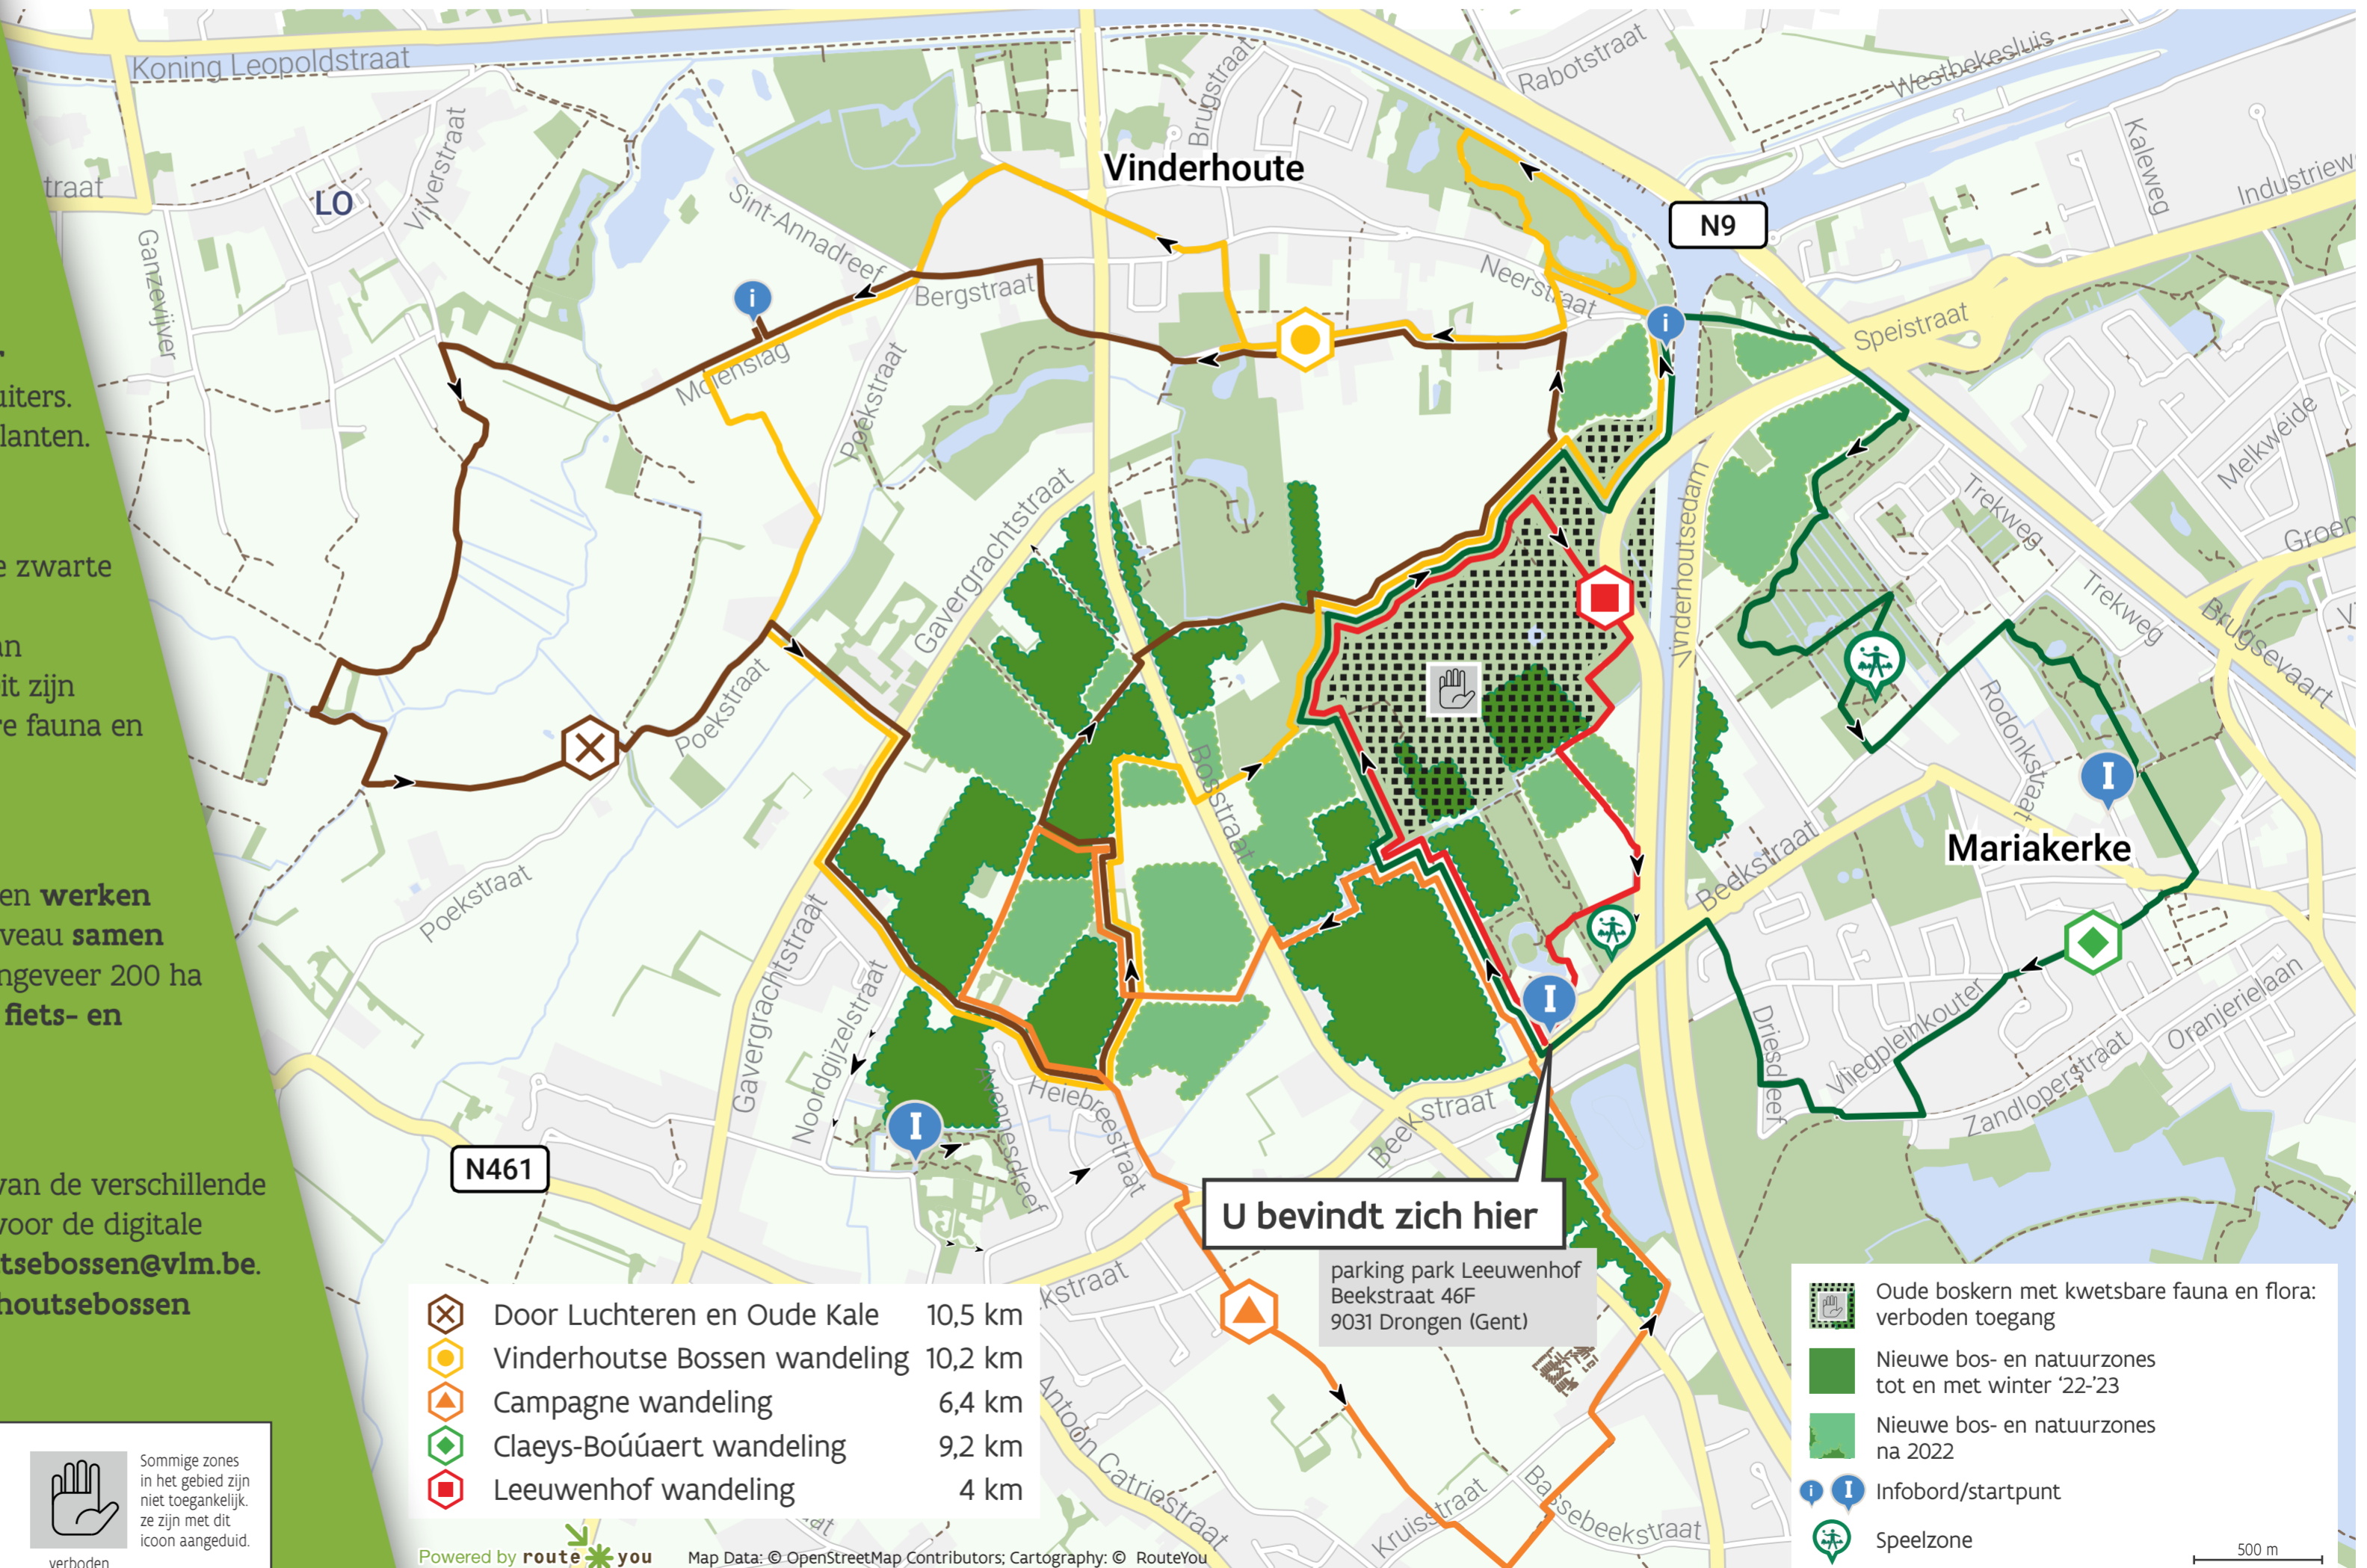 Koning Leopoldstraat
traat
LO
Vijverstraat
Ganzevijver
Sint-Annadreef
Vinderhoute
Brugstraat
Rabotstraat
Westbekesluis
Kaleweg
Industriew
N9
Neerstraat
Speistraat
Bergstraat
Molenslag
Poekstraat
Gavergrachtstraat
Vinderhoutsedam
Melkweide
Groen
Trekweg
Trekweg
Brugsevaart
Rodonkstraat
Mariakerke
Beekstraat
Bosstraat
Poekstraat
Poekstraat
Gavergrachtstraat
Noordgijzelstraat
Avennesdreef
Heiebreestraat
Beekstraat
Driesdreef
Vliegpleinkouter
Zandloperstraat
Oranjerielaan
N461
kstraat
Antoon Catriestraat
Kruisstraat
Bassebeekstraat
i
i
I
I
I
U bevindt zich hier
parking park Leeuwenhof
Beekstraat 46F
9031 Drongen (Gent)
uiters.
lanten.
e zwarte
an
it zijn
re fauna en
en werken
veau samen
ngeveer 200 ha
fiets- en
van de verschillende
voor de digitale
tsebossen@vlm.be.
houtsebossen
Sommige zones
in het gebied zijn
niet toegankelijk.
ze zijn met dit
icoon aangeduid.
verboden
Door Luchteren en Oude Kale 10,5 km
Vinderhoutse Bossen wandeling 10,2 km
Campagne wandeling 6,4 km
Claeys-Boúúaert wandeling 9,2 km
Leeuwenhof wandeling 4 km
Oude boskern met kwetsbare fauna en flora:
verboden toegang
Nieuwe bos- en natuurzones
tot en met winter ‘22-’23
Nieuwe bos- en natuurzones
na 2022
i I Infobord/startpunt
Speelzone
500 m
Powered by route you
Map Data: © OpenStreetMap Contributors; Cartography: © RouteYou